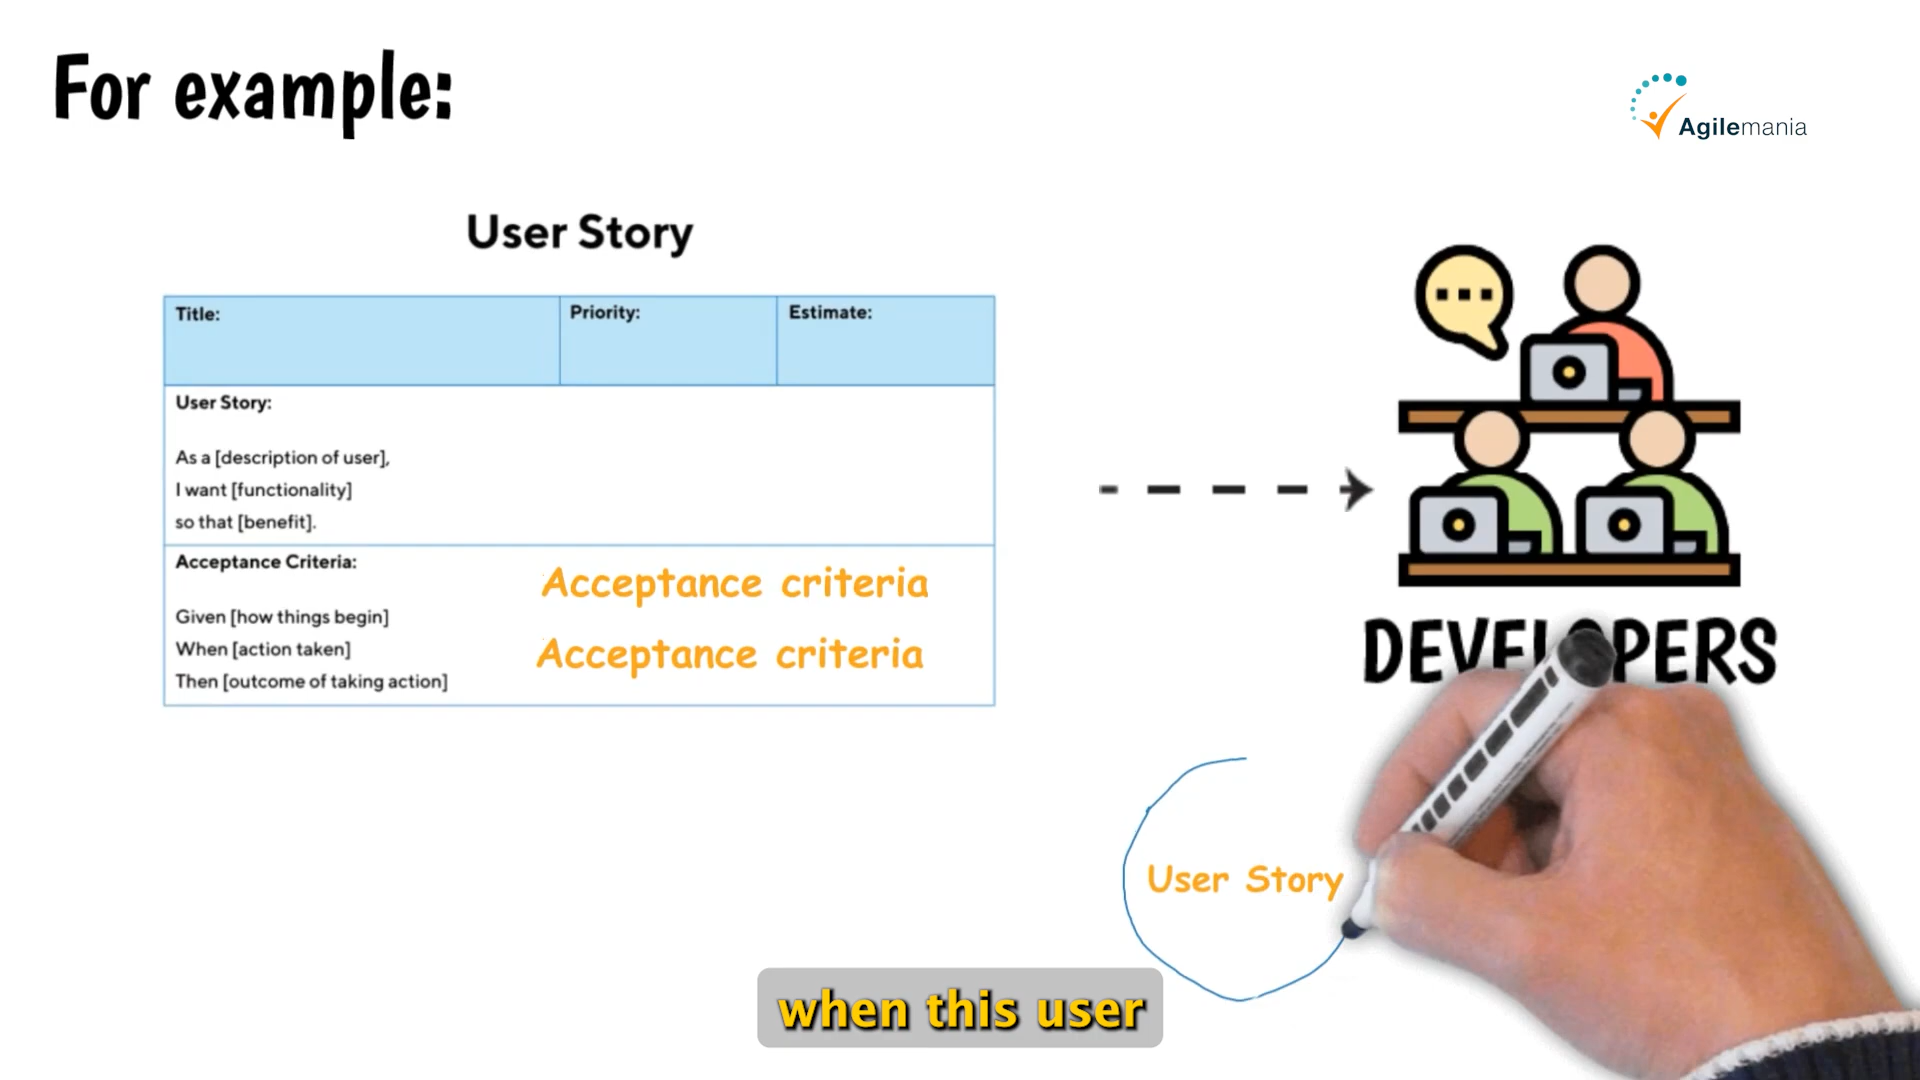 For example:
Agilemania
User Story
Title:
Priority:
Estimate:
User Story:
As a [description of user],
I want [functionality]
so that [benefit].
Acceptance Criteria:
Given [how things begin]
When [action taken]
Then [outcome of taking action]
Acceptance criteria
Acceptance criteria
DEVELOPERS
User Story
when this user